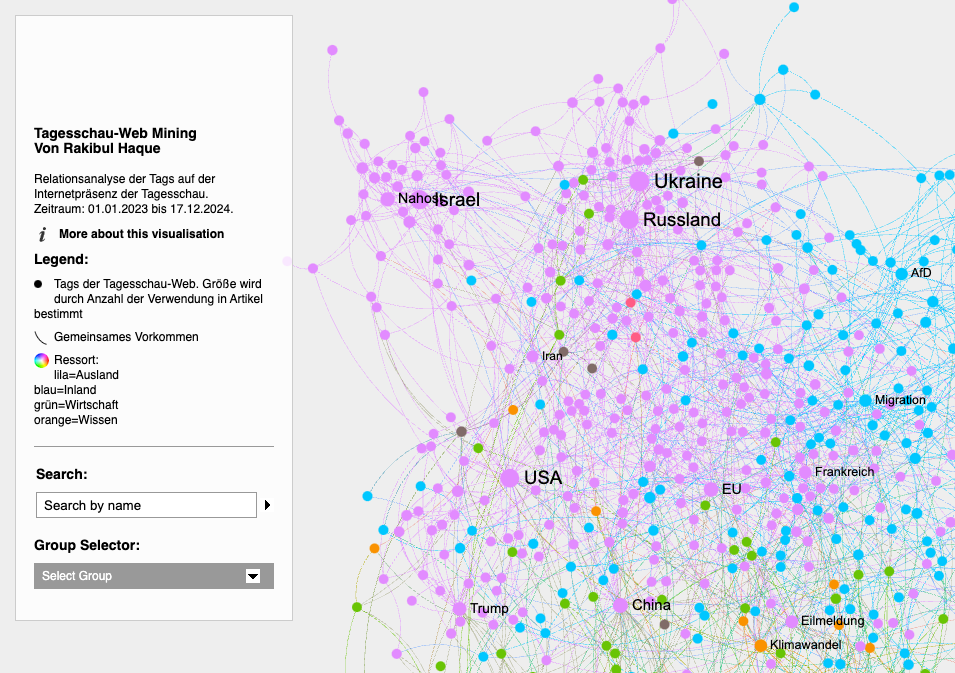 Tagesschau-Web Mining
Von Rakibul Haque
Relationsanalyse der Tags auf der
Internetpräsenz der Tagesschau.
Zeitraum: 01.01.2023 bis 17.12.2024.
i More about this visualisation
Legend:
Tags der Tagesschau-Web. Größe wird
durch Anzahl der Verwendung in Artikel
bestimmt
Gemeinsames Vorkommen
Ressort:
lila=Ausland
blau=Inland
grün=Wirtschaft
orange=Wissen
Search:
Search by name
Group Selector:
Select Group
Ukraine
Nahost
Israel
Russland
AfD
Iran
Migration
USA
Frankreich
EU
Trump
China
Eilmeldung
Klimawandel